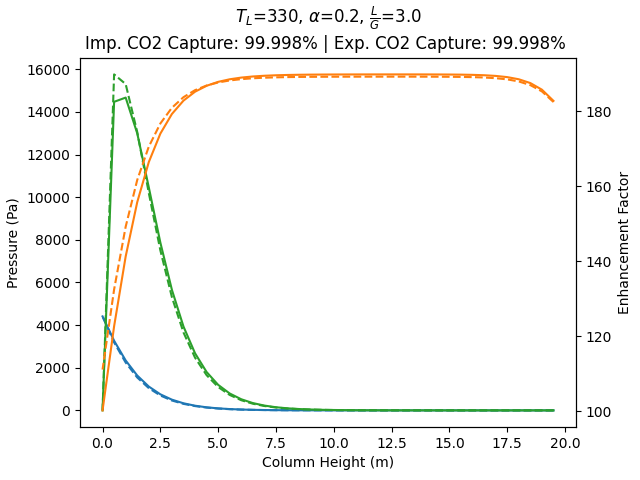 $T_L$=330, $\alpha$=0.2, $\frac{L}{G}$=3.0
Imp. CO2 Capture: 99.998% | Exp. CO2 Capture: 99.998%
16000
14000
12000
10000
8000
6000
4000
2000
0
Pressure (Pa)
180
160
140
120
100
Enhancement Factor
0.0 2.5 5.0 7.5 10.0 12.5 15.0 17.5 20.0
Column Height (m)